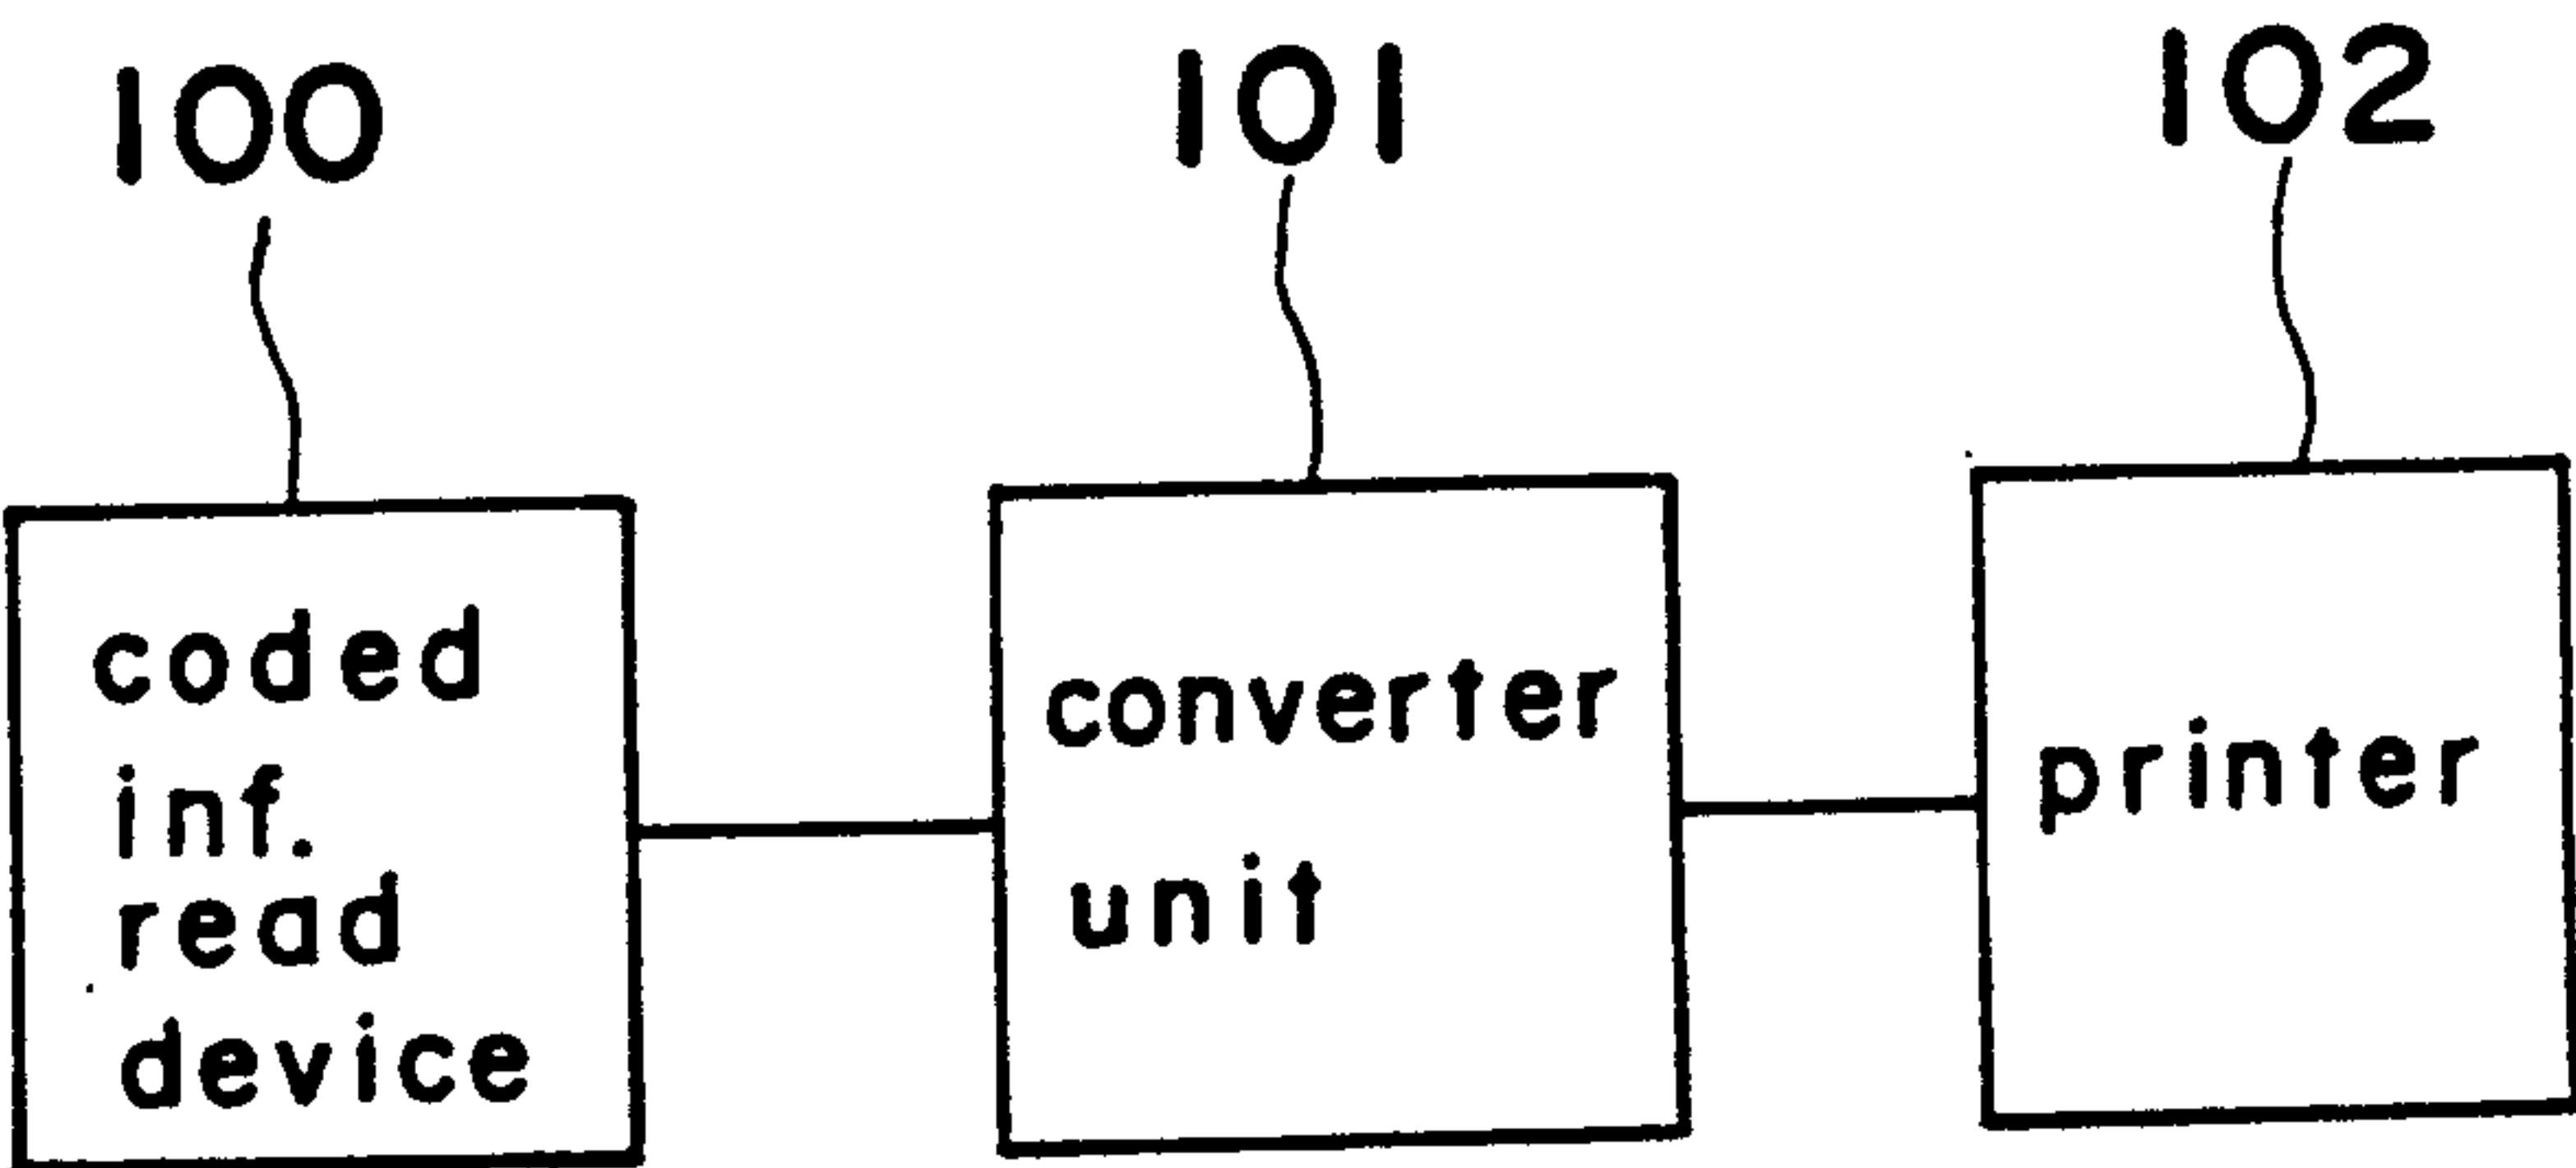 100
101
102
coded
inf.
read
device
converter
unit
printer